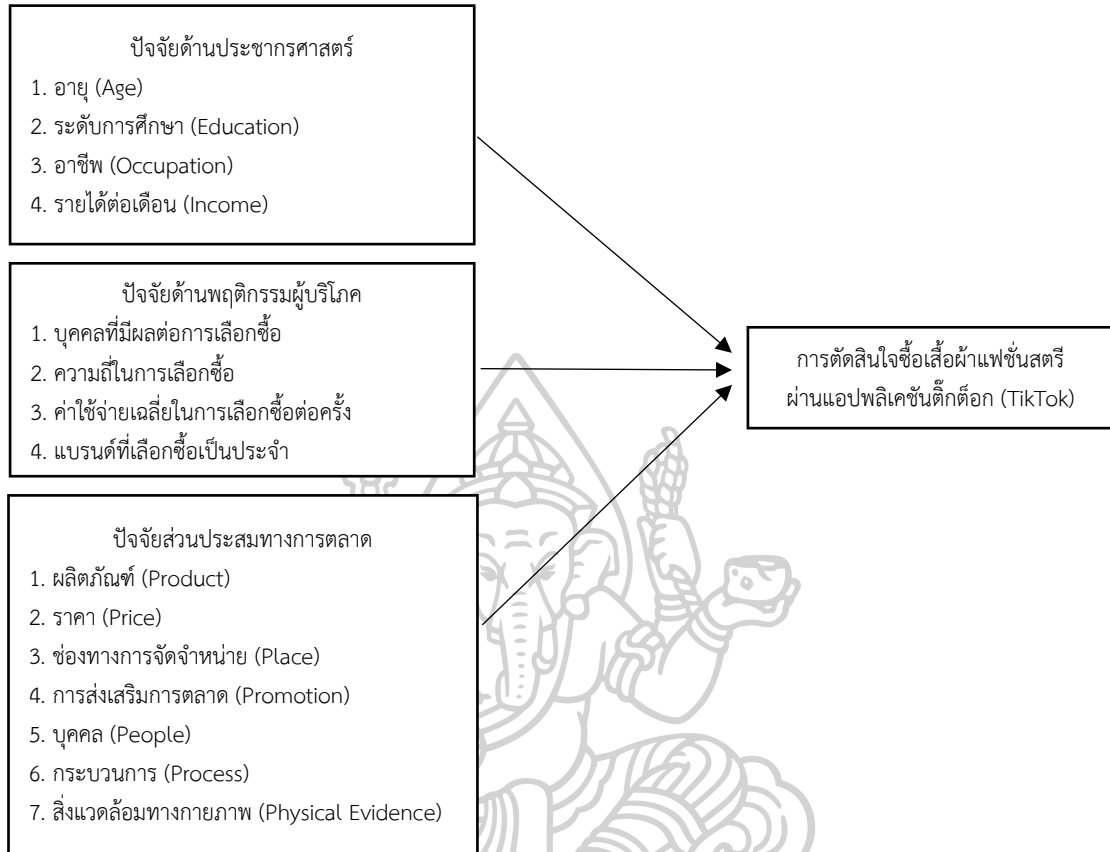 ปัจจัยด้านประชากรศาสตร์
1. อายุ (Age)
2. ระดับการศึกษา (Education)
3. อาชีพ (Occupation)
4. รายได้ต่อเดือน (Income)
ปัจจัยด้านพฤติกรรมผู้บริโภค
1. บุคคลที่มีผลต่อการเลือกซื้อ
2. ความถี่ในการเลือกซื้อ
3. ค่าใช้จ่ายเฉลี่ยในการเลือกซื้อต่อครั้ง
4. แบรนด์ที่เลือกซื้อเป็นประจำ
ปัจจัยส่วนประสมทางการตลาด
1. ผลิตภัณฑ์ (Product)
2. ราคา (Price)
3. ช่องทางการจัดจำหน่าย (Place)
4. การส่งเสริมการตลาด (Promotion)
5. บุคคล (People)
6. กระบวนการ (Process)
7. สิ่งแวดล้อมทางกายภาพ (Physical Evidence)
การตัดสินใจซื้อเสื้อผ้าแฟชั่นสตรี
ผ่านแอปพลิเคชันติ๊กต็อก (TikTok)